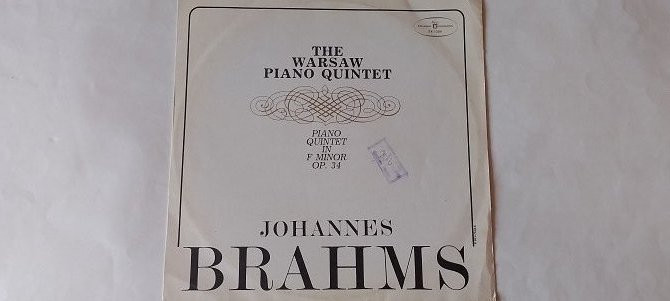 THE
WARSAW
PIANO QUINTET
PIANO
QUINTET
IN
F MINOR
OP. 34
JOHANNES
BRAHMS